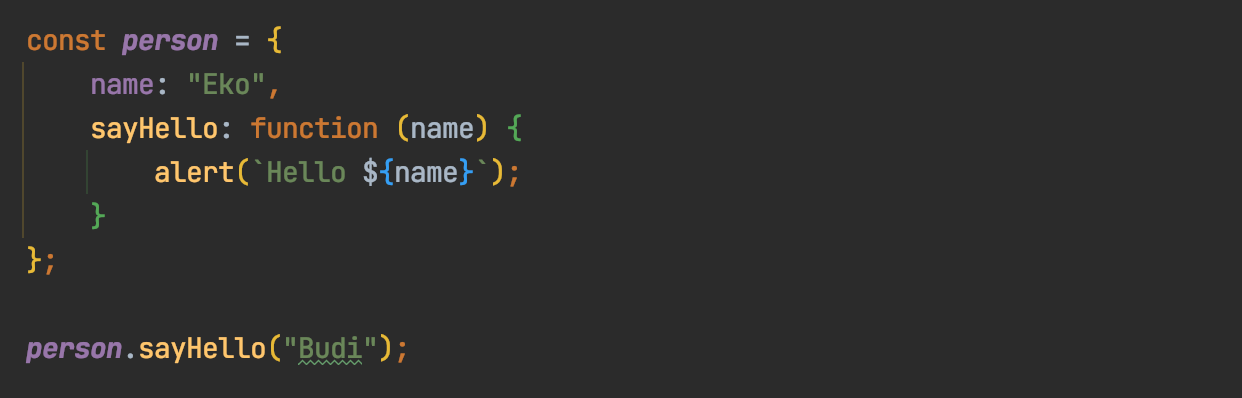 const person = {
    name: "Eko",
    sayHello: function (name) {
        alert(`Hello ${name}`);
    }
};

person.sayHello("Budi");